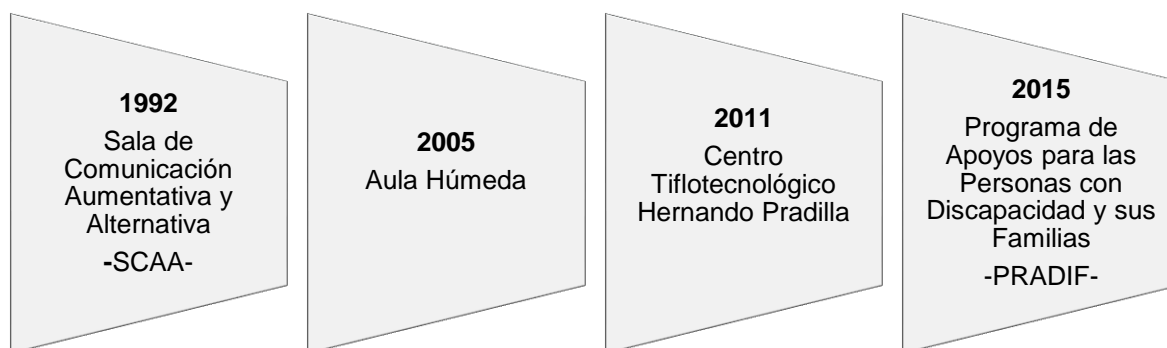 1992
Sala de
Comunicación
Aumentativa y
Alternativa
-SCAA-
2005
Aula Húmeda
2011
Centro
Tiflotecnológico
Hernando Pradilla
2015
Programa de
Apoyos para las
Personas con
Discapacidad y sus
Familias
-PRADIF-